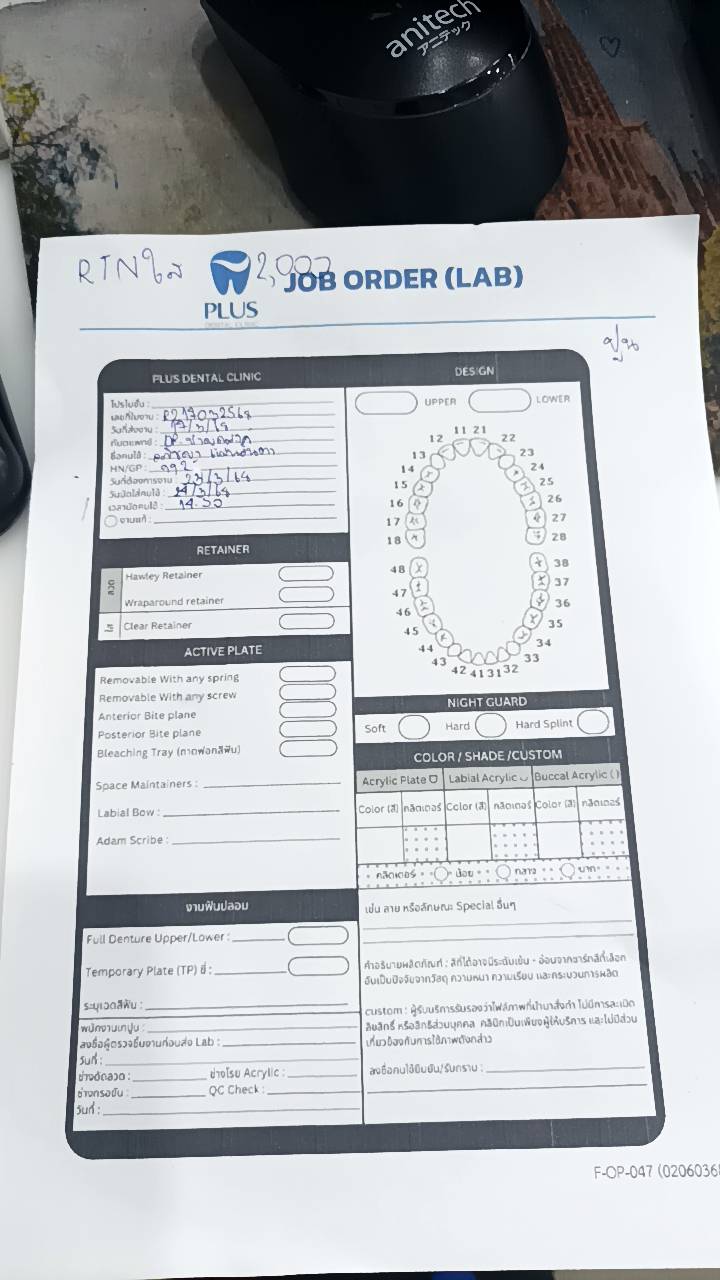 anitech
アニテック
RTNใส 2,000
JOB ORDER (LAB)
PLUS
DENTAL CLINIC
ปูน
PLUS DENTAL CLINIC
โปรโมชั่น :
เลขที่ใบงาน : R217032568
วันที่ส่งงาน : 17/3/68
ทันตแพทย์ : DR.
ชื่อคนไข้ :
HN/GP : 992
วันที่ต้องการงาน : 23/3/68
วันนัดใส่คนไข้ : 24/3/68
เวลานัดคนไข้ : 14.30
งานแก้ :
DESIGN
UPPER LOWER
11 21
12 22
13 23
14 24
15 25
16 26
17 27
18 28
48 38
47 37
46 36
45 35
44 34
43 33
42 41 31 32
RETAINER
ลวด
Hawley Retainer
Wraparound retainer
ใส Clear Retainer
ACTIVE PLATE
Removable With any spring
Removable With any screw
Anterior Bite plane
Posterior Bite plane
Bleaching Tray (ถาดฟอกสีฟัน)
Space Maintainers :
Labial Bow :
Adam Scribe :
NIGHT GUARD
Soft Hard Hard Splint
COLOR / SHADE /CUSTOM
Acrylic Plate Labial Acrylic Buccal Acrylic ( )
Color (สี) กลิตเตอร์ Color (สี) กลิตเตอร์ Color (สี) กลิตเตอร์
กลิตเตอร์ น้อย กลาง มาก
งานฟันปลอม
Full Denture Upper/Lower :
Temporary Plate (TP) ซี่ :
ระบุเฉดสีฟัน :
พนักงานเทปูน :
ลงชื่อผู้ตรวจชิ้นงานก่อนส่ง Lab :
วันที่ :
ช่างดัดลวด : ช่างโรย Acrylic :
ช่างกรอขัด : QC Check :
วันที่ :
เช่น ลาย หรือลักษณะ Special อื่นๆ
คำอธิบายผลิตภัณฑ์ : สีที่ได้อาจมีระดับเข้ม - อ่อนจากชาร์ทสีที่เลือก
อันเป็นปัจจัยจากวัสดุ ความหนา ความเรียบ และกระบวนการผลิต
custom : ผู้รับบริการรับรองว่าไฟล์ภาพที่นำมาสั่งทำ ไม่มีการละเมิด
ลิขสิทธิ์ หรือสิทธิส่วนบุคคล คลินิกเป็นเพียงผู้ให้บริการ และไม่มีส่วน
เกี่ยวข้องกับการใช้ภาพดังกล่าว
ลงชื่อคนไข้ยืนยัน/รับทราบ :
F-OP-047 (02060368